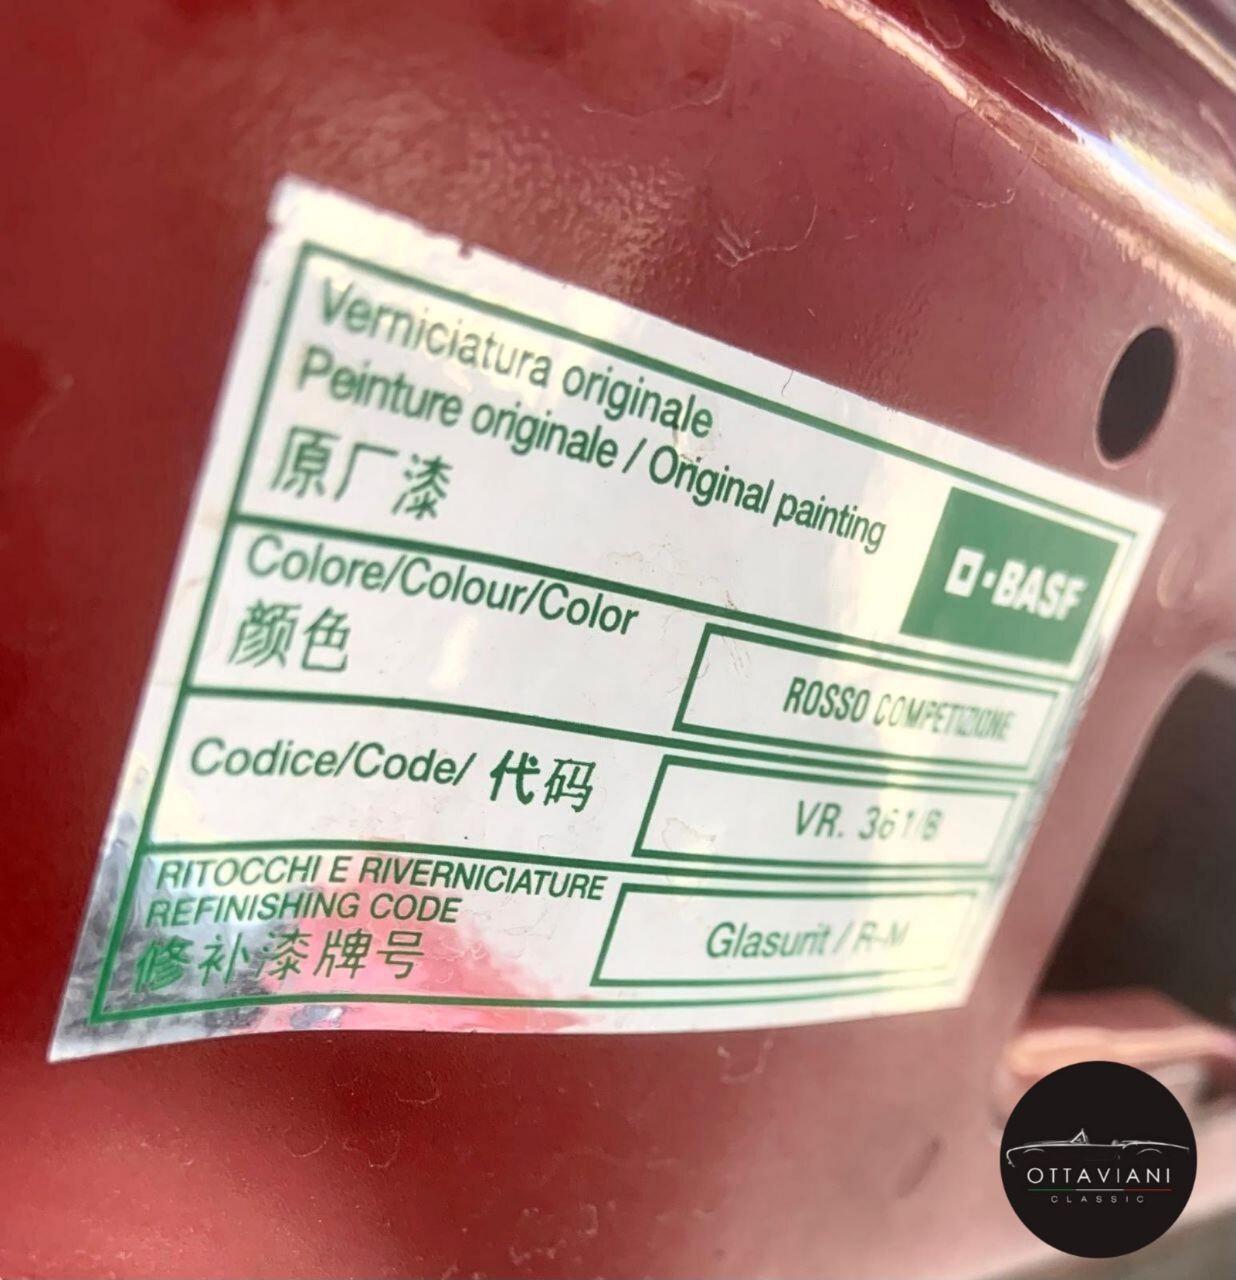 Verniciatura originale
Peinture originale / Original painting
原厂漆
BASF
Colore/Colour/Color
颜色
ROSSO COMPETIZIONE
Codice/Code/ 代码
VR. 361/B
RITOCCHI E RIVERNICIATURE
REFINISHING CODE
修补漆牌号
Glasurit / R-M
OTTAVIANI
CLASSIC